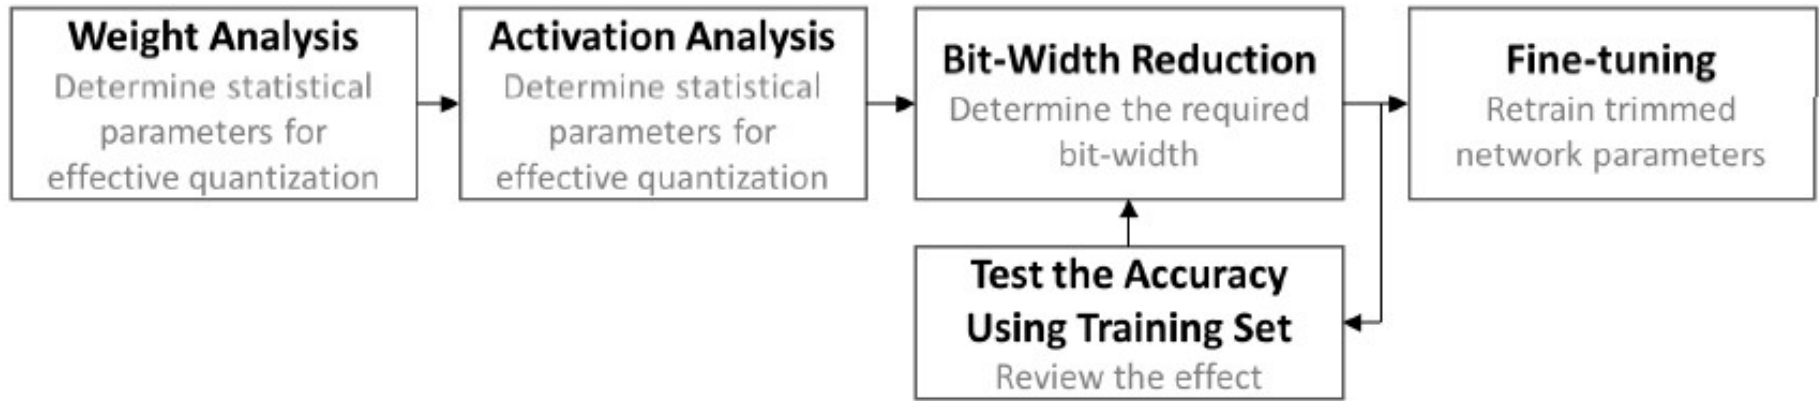 Weight Analysis
Determine statistical
parameters for
effective quantization
Activation Analysis
Determine statistical
parameters for
effective quantization
Bit-Width Reduction
Determine the required
bit-width
Fine-tuning
Retrain trimmed
network parameters
Test the Accuracy
Using Training Set
Review the effect